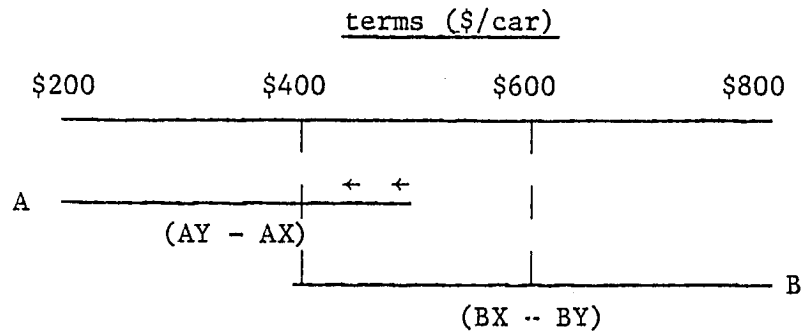 terms ($/car)
$200 $400 $600 $800
← ←
A
(AY - AX)
B
(BX -- BY)